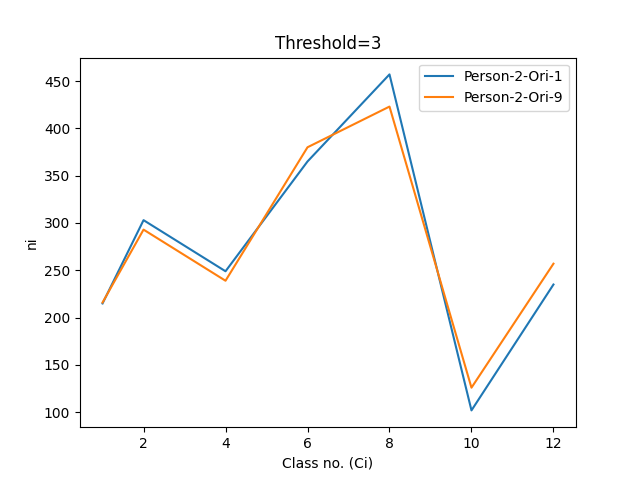 Threshold=3
Person-2-Ori-1
Person-2-Ori-9
450
400
350
300
250
200
150
100
ni
2 4 6 8 10 12
Class no. (Ci)